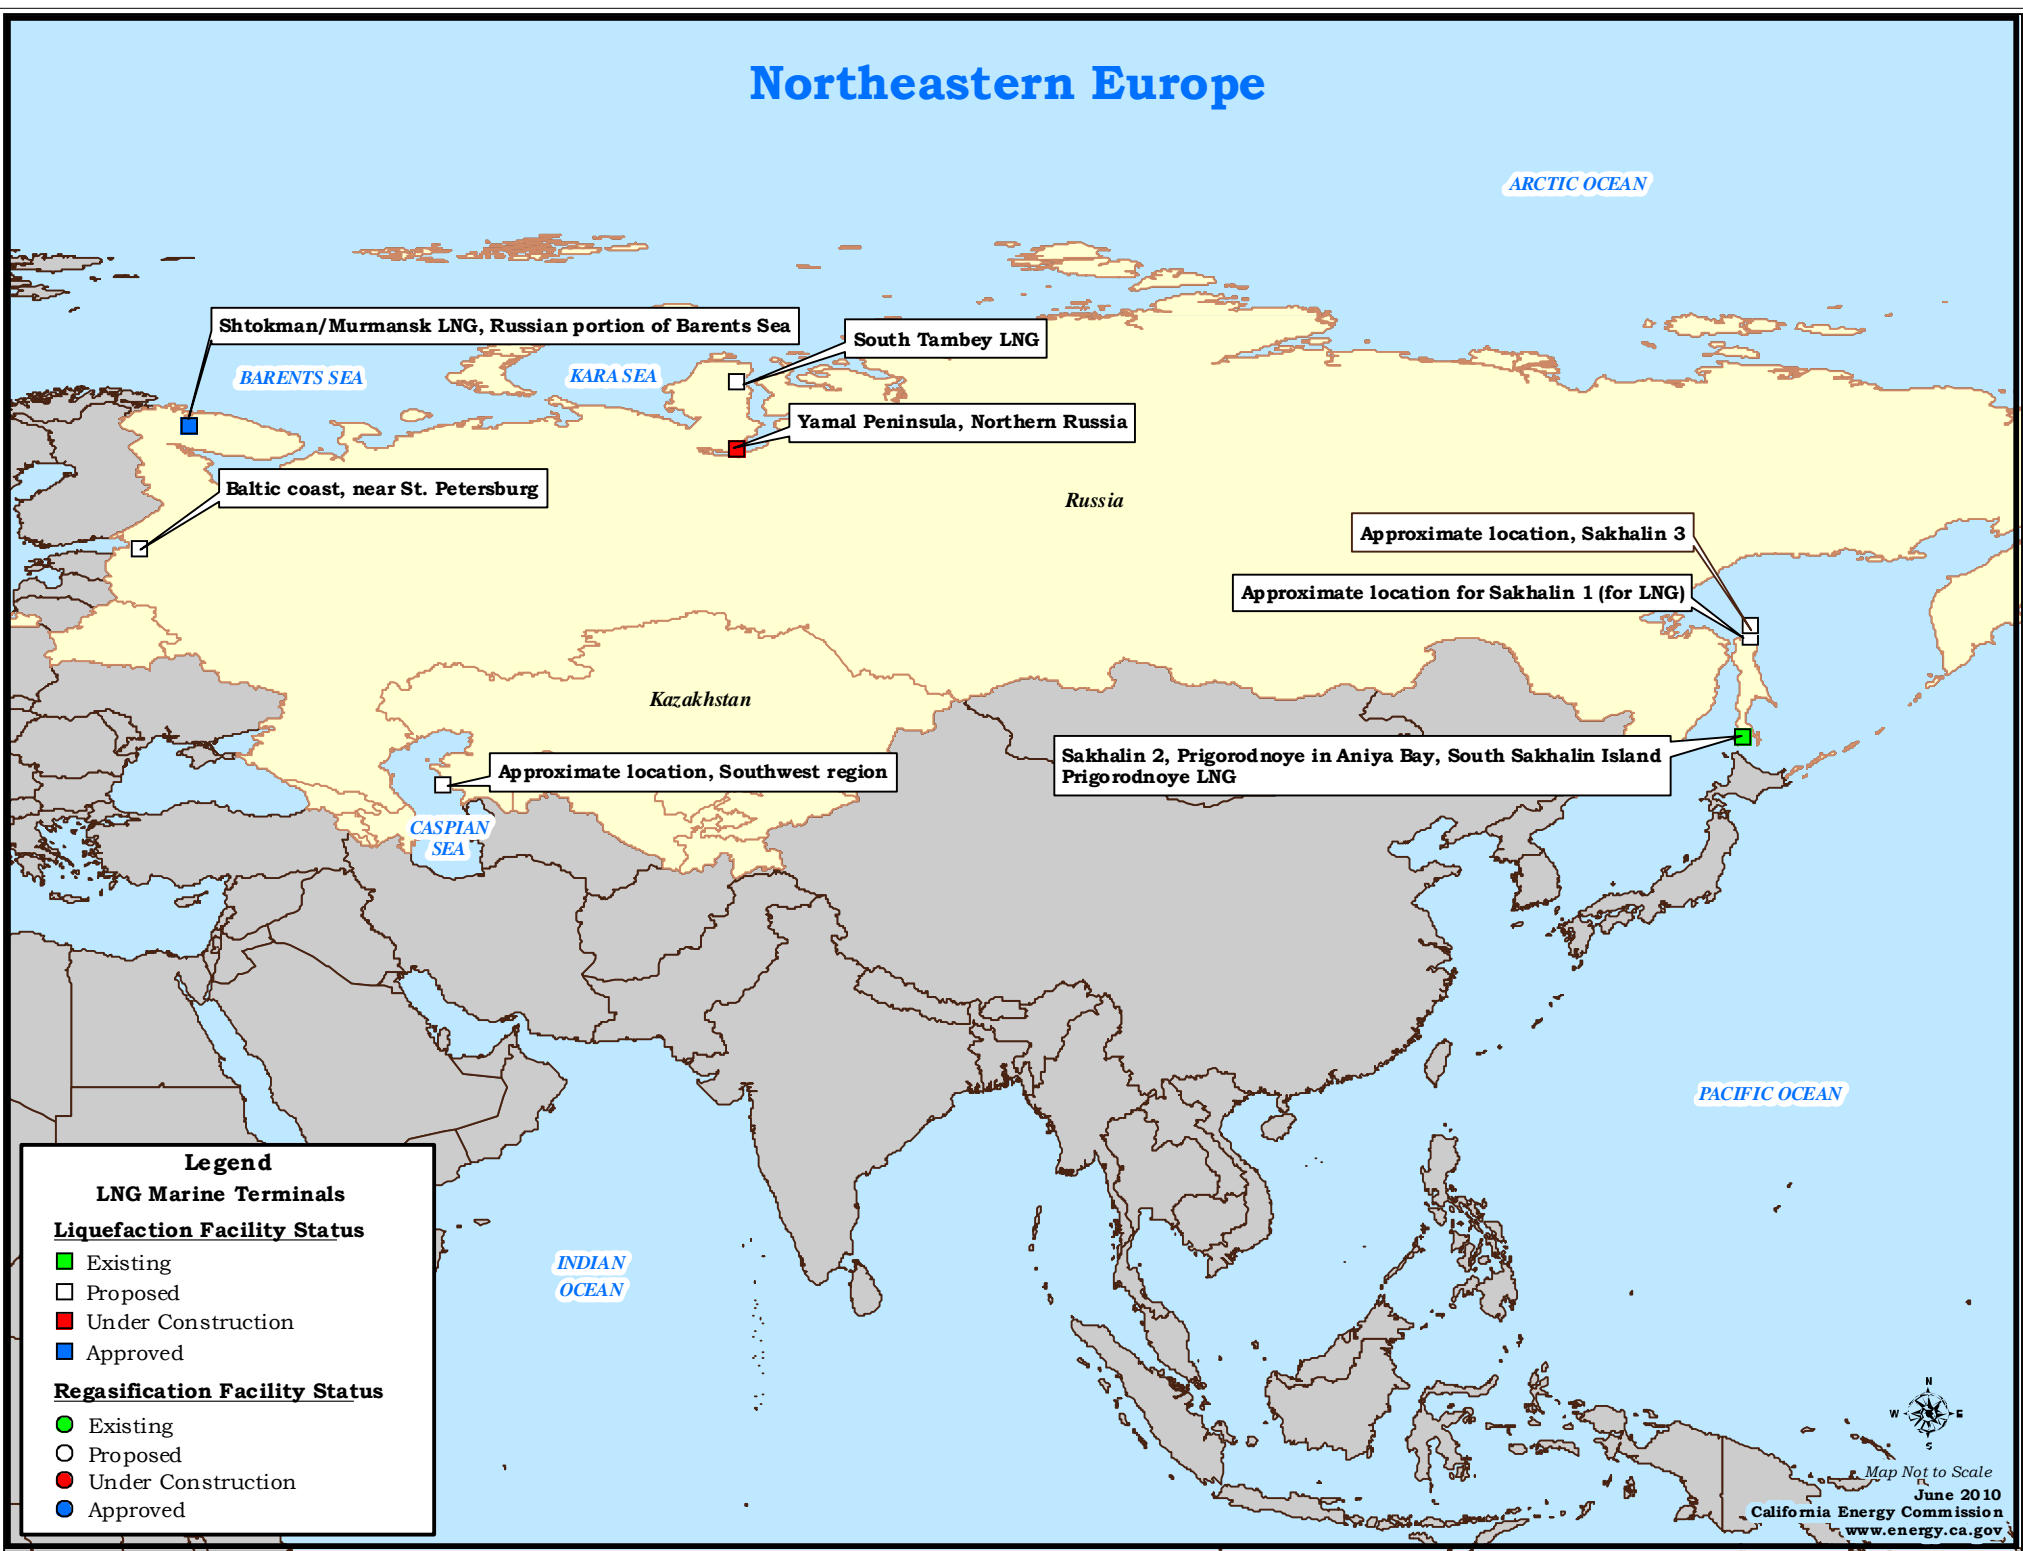 Northeastern Europe
ARCTIC OCEAN
Shtokman/Murmansk LNG, Russian portion of Barents Sea
South Tambey LNG
BARENTS SEA
KARA SEA
Yamal Peninsula, Northern Russia
Baltic coast, near St. Petersburg
Russia
Approximate location, Sakhalin 3
Approximate location for Sakhalin 1 (for LNG)
Kazakhstan
Sakhalin 2, Prigorodnoye in Aniya Bay, South Sakhalin Island
Prigorodnoye LNG
Approximate location, Southwest region
CASPIAN
SEA
PACIFIC OCEAN
INDIAN
OCEAN
Legend
LNG Marine Terminals
Liquefaction Facility Status
Existing
Proposed
Under Construction
Approved
Regasification Facility Status
Existing
Proposed
Under Construction
Approved
N
W E
S
Map Not to Scale
June 2010
California Energy Commission
www.energy.ca.gov